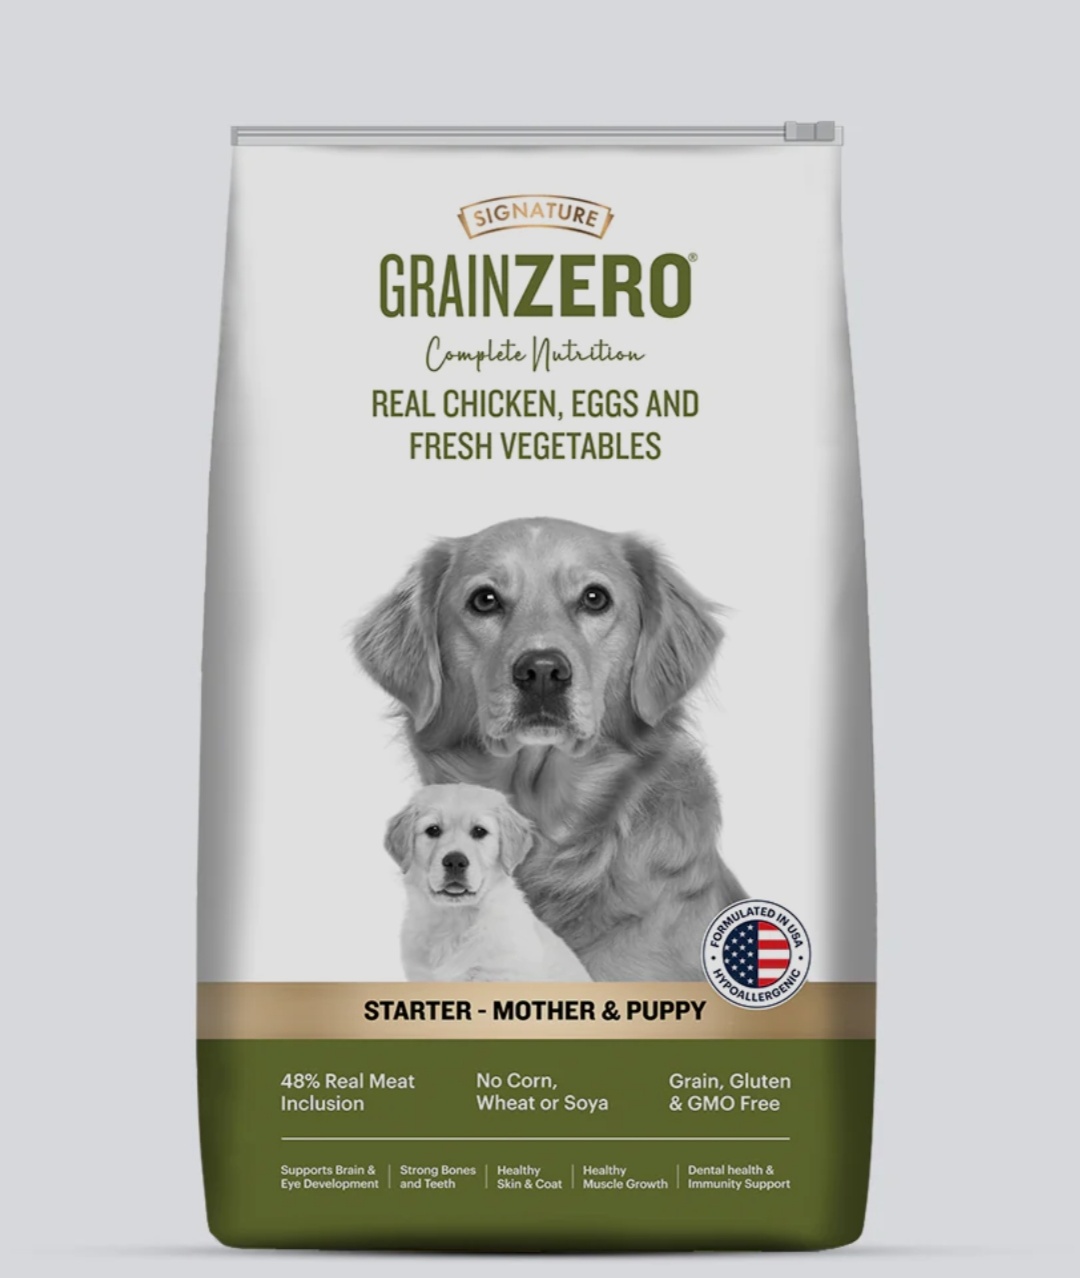 SIGNATURE
GRAINZERO®
Complete Nutrition
REAL CHICKEN, EGGS AND
FRESH VEGETABLES
FORMULATED IN USA
HYPOALLERGENIC
STARTER - MOTHER & PUPPY
48% Real Meat
Inclusion
No Corn,
Wheat or Soya
Grain, Gluten
& GMO Free
Supports Brain &
Eye Development
Strong Bones
and Teeth
Healthy
Skin & Coat
Healthy
Muscle Growth
Dental health &
Immunity Support